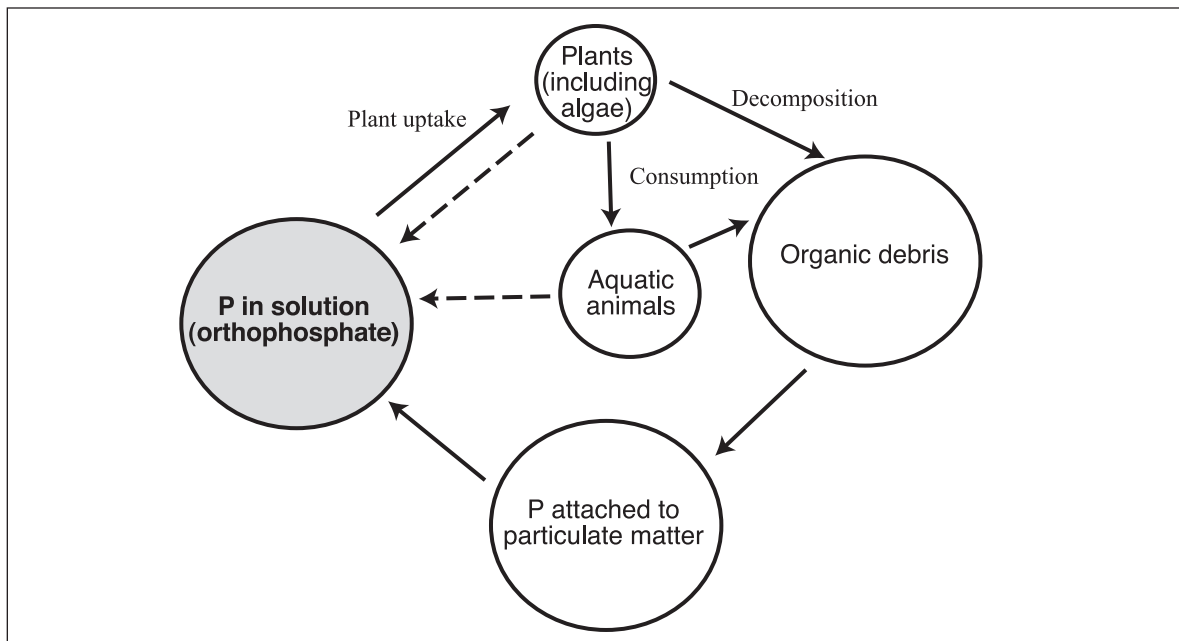 Plants
(including
algae)
Decomposition
Plant uptake
Consumption
Organic debris
Aquatic
animals
P in solution
(orthophosphate)
P attached to
particulate matter